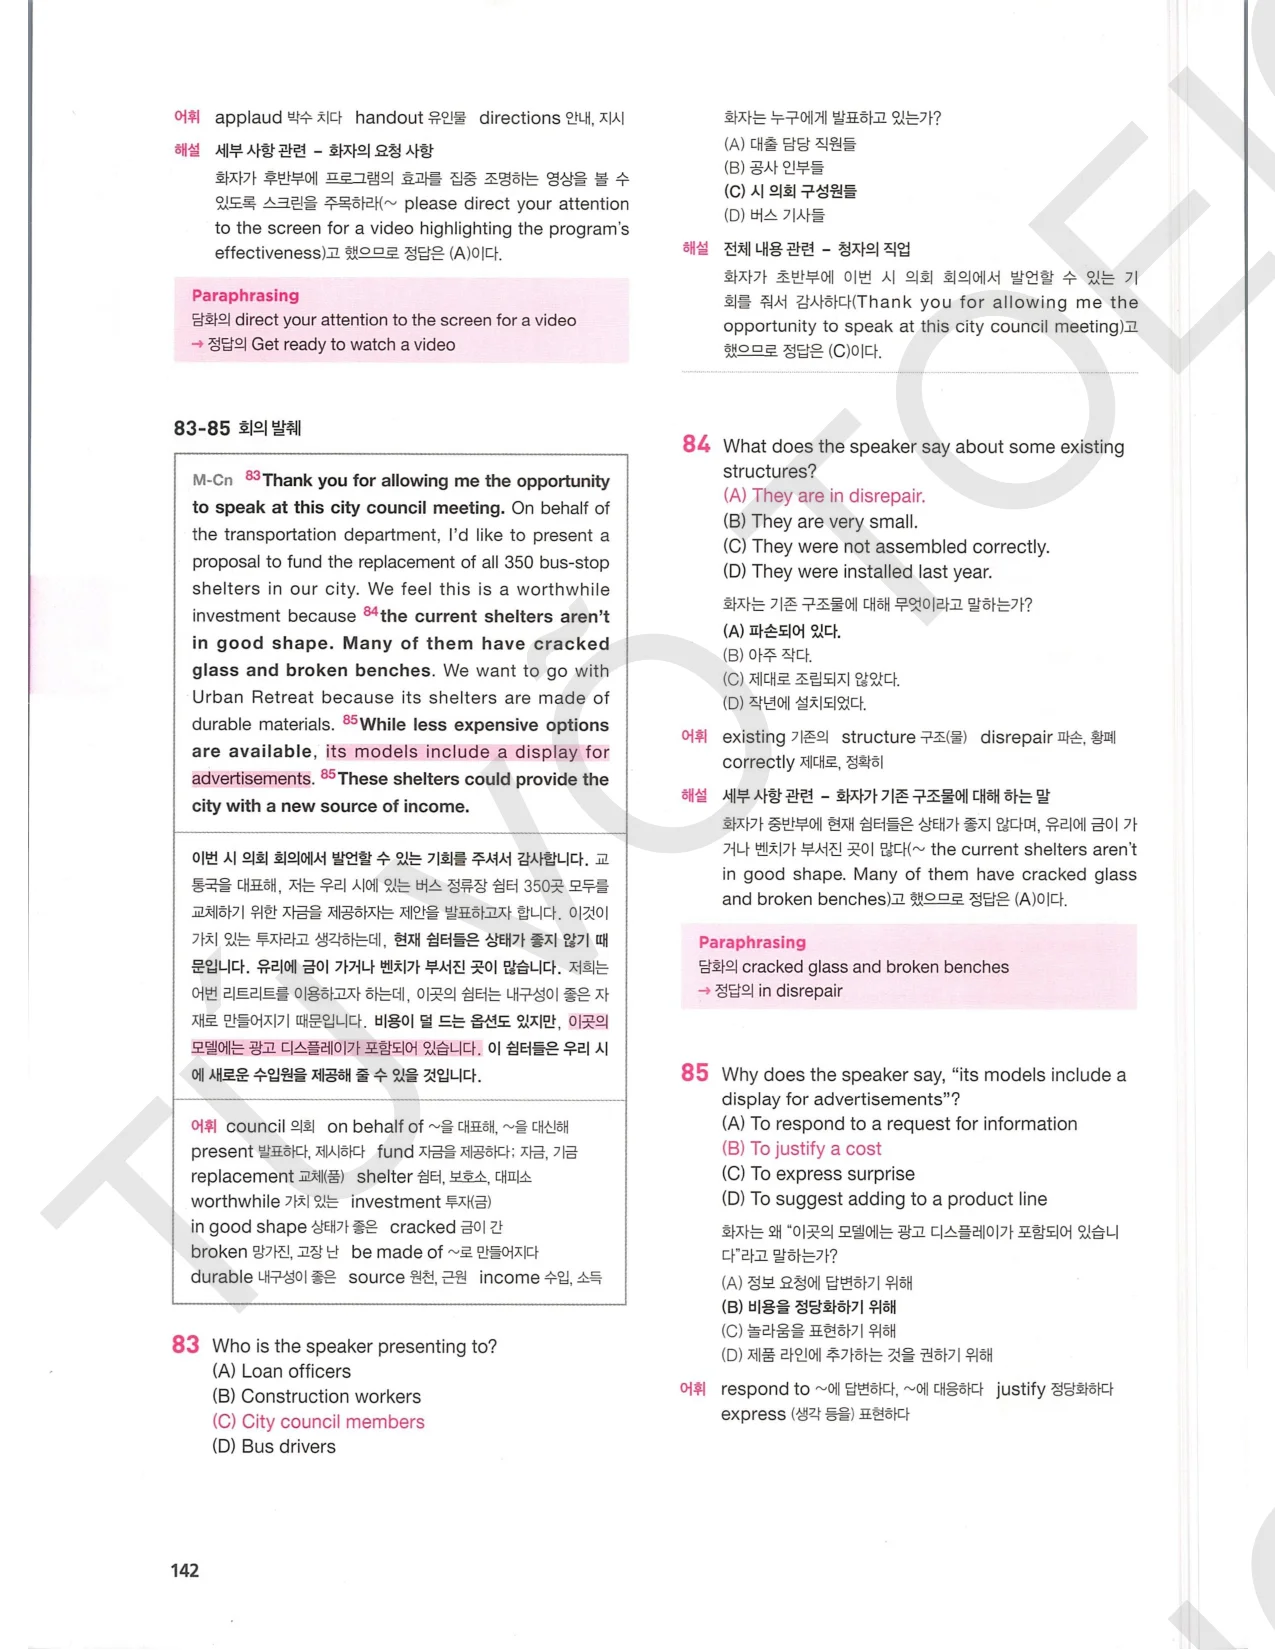 어휘 applaud 박수 치다 handout 유인물 directions 안내, 지시
해설 세부 사항 관련 – 화자의 요청 사항
화자가 후반부에 프로그램의 효과를 집중 조명하는 영상을 볼 수
있도록 스크린을 주목하라(~ please direct your attention
to the screen for a video highlighting the program's
effectiveness)고 했으므로 정답은 (A)이다.
Paraphrasing
담화의 direct your attention to the screen for a video
→ 정답의 Get ready to watch a video
83-85 회의 발췌
M-Cn 83Thank you for allowing me the opportunity
to speak at this city council meeting. On behalf of
the transportation department, I'd like to present a
proposal to fund the replacement of all 350 bus-stop
shelters in our city. We feel this is a worthwhile
investment because 84the current shelters aren't
in good shape. Many of them have cracked
glass and broken benches. We want to go with
Urban Retreat because its shelters are made of
durable materials. 85While less expensive options
are available, its models include a display for
advertisements. 85These shelters could provide the
city with a new source of income.
이번 시 의회 회의에서 발언할 수 있는 기회를 주셔서 감사합니다. 교
통국을 대표해, 저는 우리 시에 있는 버스 정류장 쉼터 350곳 모두를
교체하기 위한 자금을 제공하자는 제안을 발표하고자 합니다. 이것이
가치 있는 투자라고 생각하는데, 현재 쉼터들은 상태가 좋지 않기 때
문입니다. 유리에 금이 가거나 벤치가 부서진 곳이 많습니다. 저희는
어번 리트리트를 이용하고자 하는데, 이곳의 쉼터는 내구성이 좋은 자
재로 만들어지기 때문입니다. 비용이 덜 드는 옵션도 있지만, 이곳의
모델에는 광고 디스플레이가 포함되어 있습니다. 이 쉼터들은 우리 시
에 새로운 수입원을 제공해 줄 수 있을 것입니다.
어휘 council 의회 on behalf of ~을 대표해, ~을 대신해
present 발표하다, 제시하다 fund 자금을 제공하다; 자금, 기금
replacement 교체(품) shelter 쉼터, 보호소, 대피소
worthwhile 가치 있는 investment 투자(금)
in good shape 상태가 좋은 cracked 금이 간
broken 망가진, 고장 난 be made of ~로 만들어지다
durable 내구성이 좋은 source 원천, 근원 income 수입, 소득
83 Who is the speaker presenting to?
(A) Loan officers
(B) Construction workers
(C) City council members
(D) Bus drivers
화자는 누구에게 발표하고 있는가?
(A) 대출 담당 직원들
(B) 공사 인부들
(C) 시 의회 구성원들
(D) 버스 기사들
해설 전체 내용 관련 – 청자의 직업
화자가 초반부에 이번 시 의회 회의에서 발언할 수 있는 기
회를 줘서 감사하다(Thank you for allowing me the
opportunity to speak at this city council meeting)고
했으므로 정답은 (C)이다.
84 What does the speaker say about some existing
structures?
(A) They are in disrepair.
(B) They are very small.
(C) They were not assembled correctly.
(D) They were installed last year.
화자는 기존 구조물에 대해 무엇이라고 말하는가?
(A) 파손되어 있다.
(B) 아주 작다.
(C) 제대로 조립되지 않았다.
(D) 작년에 설치되었다.
어휘 existing 기존의 structure 구조(물) disrepair 파손, 황폐
correctly 제대로, 정확히
해설 세부 사항 관련 – 화자가 기존 구조물에 대해 하는 말
화자가 중반부에 현재 쉼터들은 상태가 좋지 않다며, 유리에 금이 가
거나 벤치가 부서진 곳이 많다(~ the current shelters aren't
in good shape. Many of them have cracked glass
and broken benches)고 했으므로 정답은 (A)이다.
Paraphrasing
담화의 cracked glass and broken benches
→ 정답의 in disrepair
85 Why does the speaker say, “its models include a
display for advertisements”?
(A) To respond to a request for information
(B) To justify a cost
(C) To express surprise
(D) To suggest adding to a product line
화자는 왜 “이곳의 모델에는 광고 디스플레이가 포함되어 있습니
다”라고 말하는가?
(A) 정보 요청에 답변하기 위해
(B) 비용을 정당화하기 위해
(C) 놀라움을 표현하기 위해
(D) 제품 라인에 추가하는 것을 권하기 위해
어휘 respond to ~에 답변하다, ~에 대응하다 justify 정당화하다
express (생각 등을) 표현하다
142
TÚ VÕ TOEIC